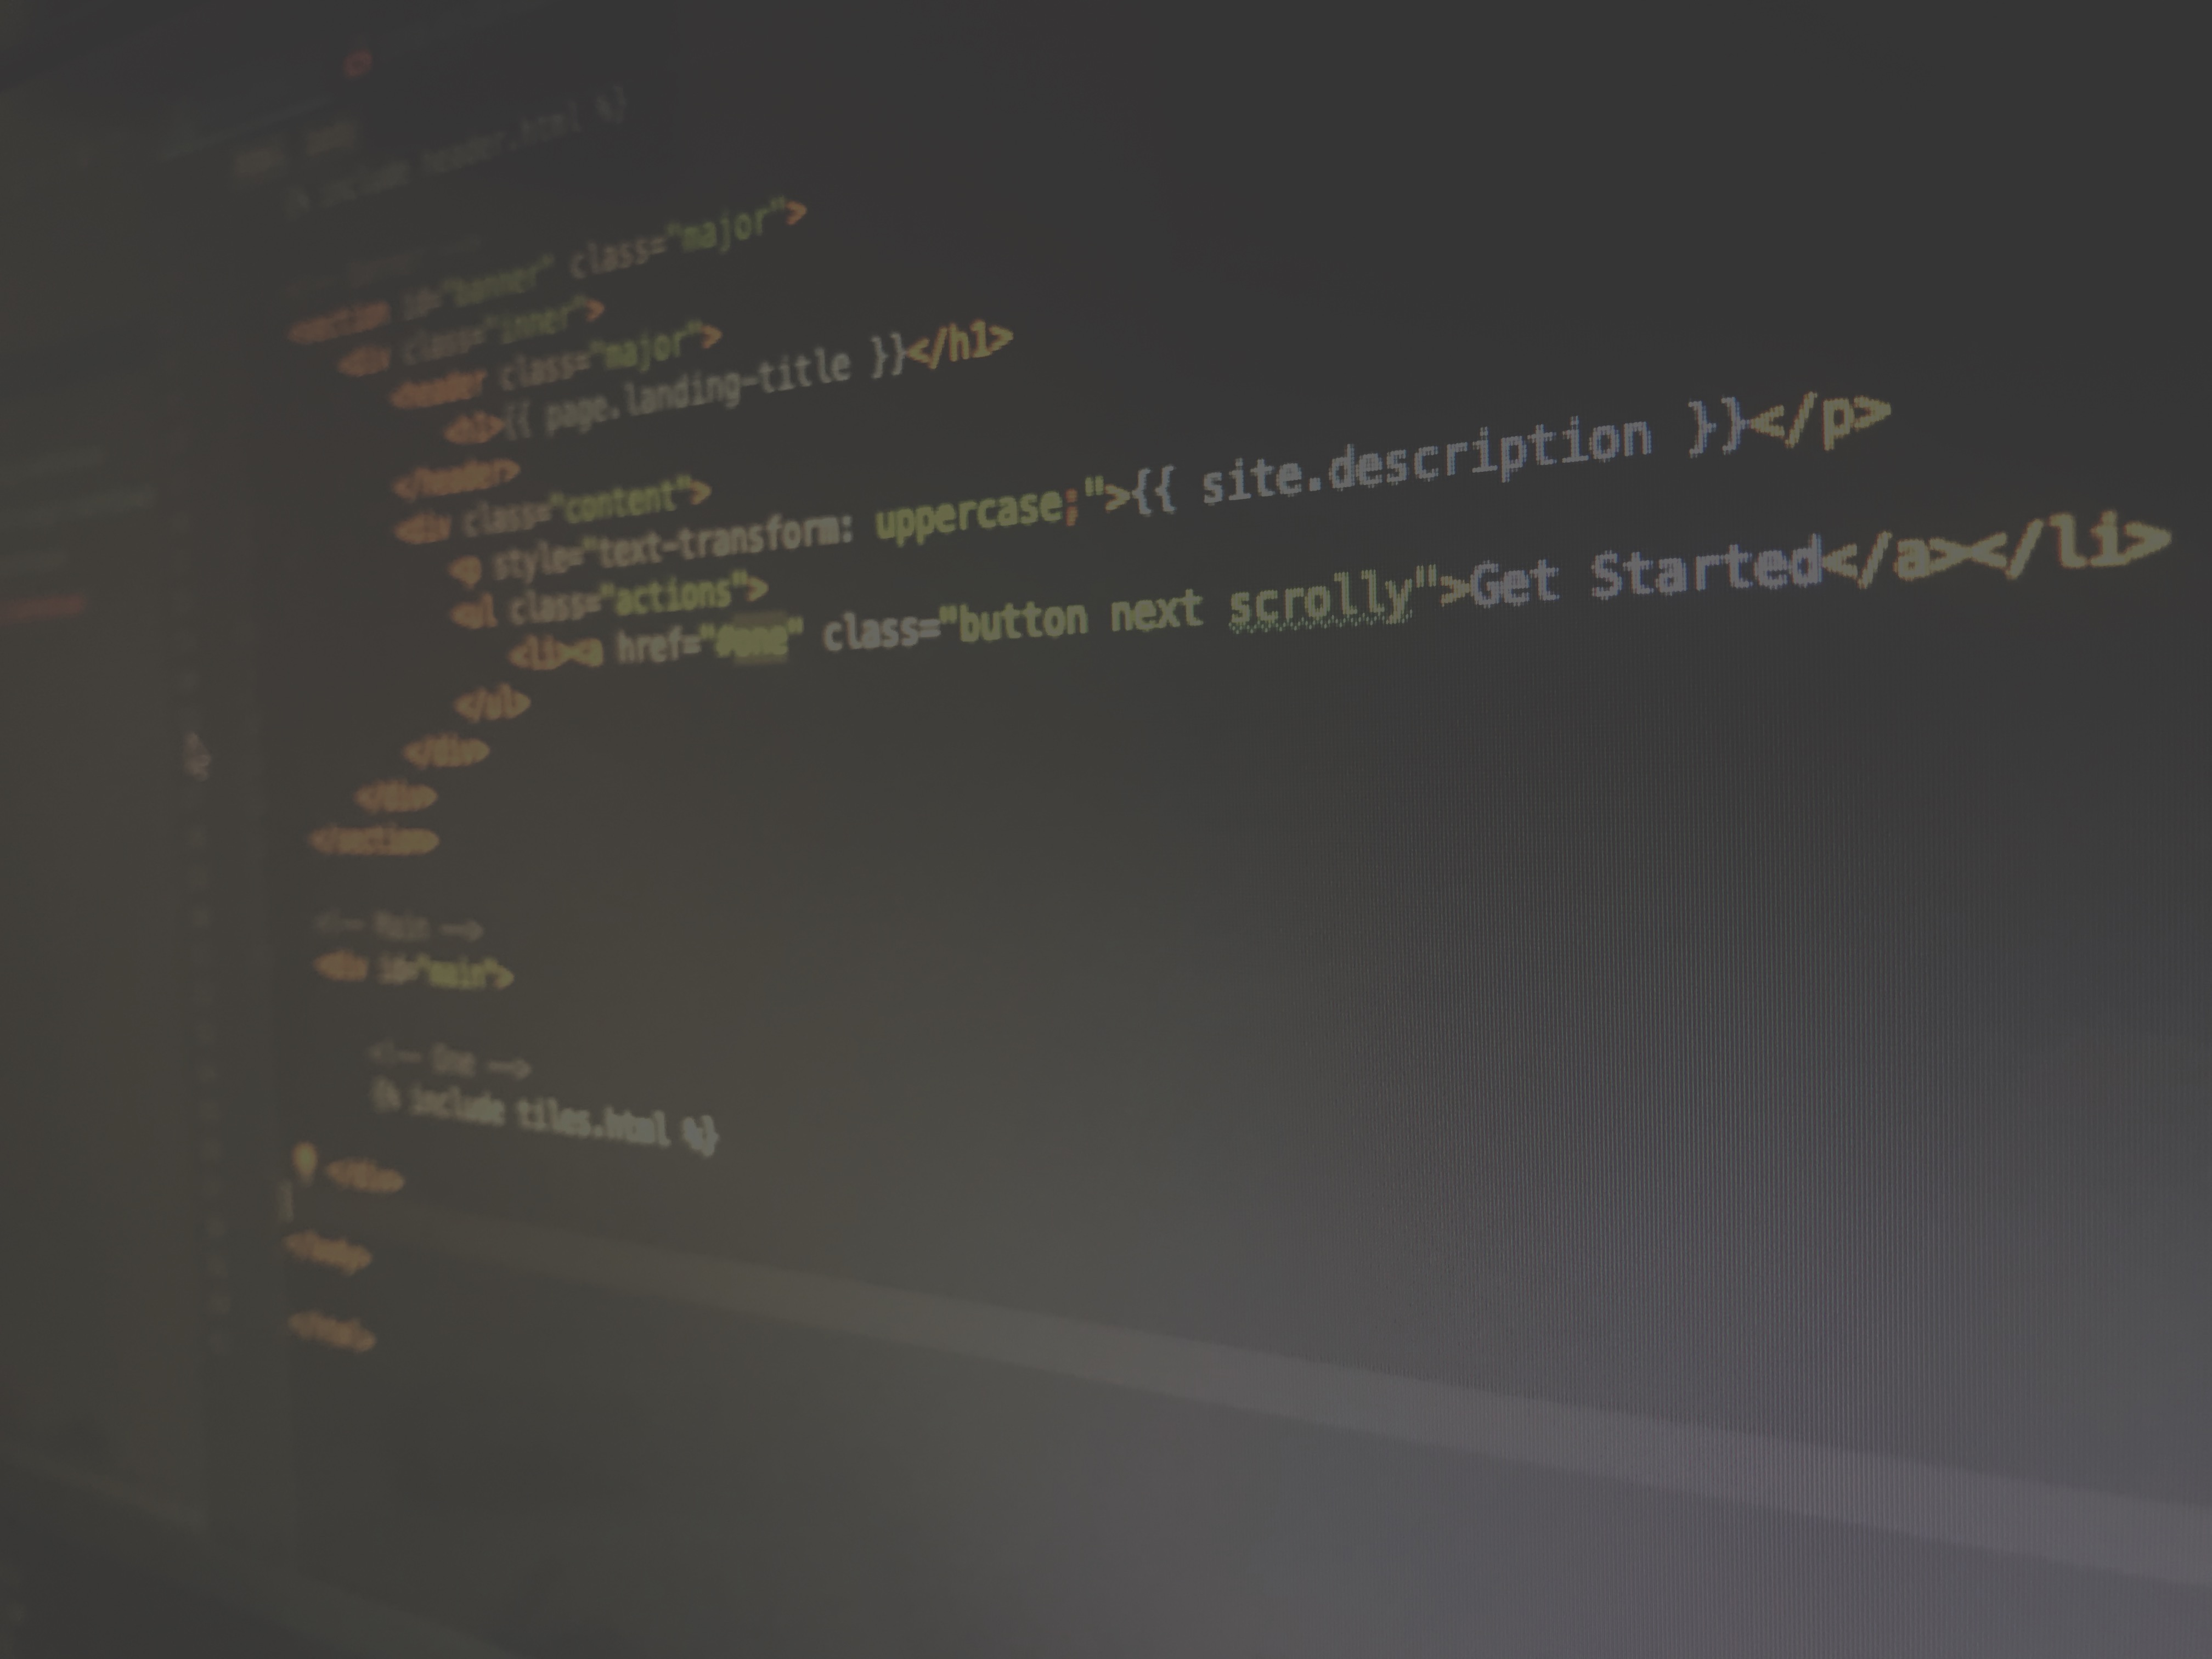 include header.html %}
<section id="banner" class="major">
<div class="inner">
<header class="major">
<h1>{{ page.landing-title }}</h1>
</header>
<div class="content">
<p style="text-transform: uppercase;">{{ site.description }}</p>
<ul class="actions">
<li><a href="#one" class="button next scrolly">Get Started</a></li>
</ul>
</div>
</div>
</section>
<!-- Main -->
<div id="main">
<!-- One -->
{% include tiles.html %}
</div>
</body>
</html>